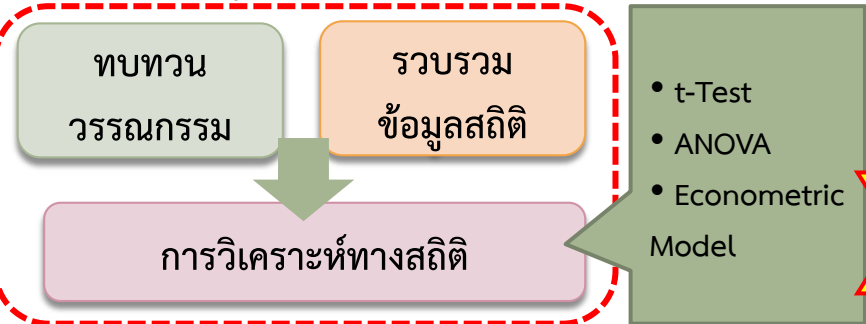 ทบทวน
วรรณกรรม
รวบรวม
ข้อมูลสถิติ
การวิเคราะห์ทางสถิติ
• t-Test
• ANOVA
• Econometric
Model